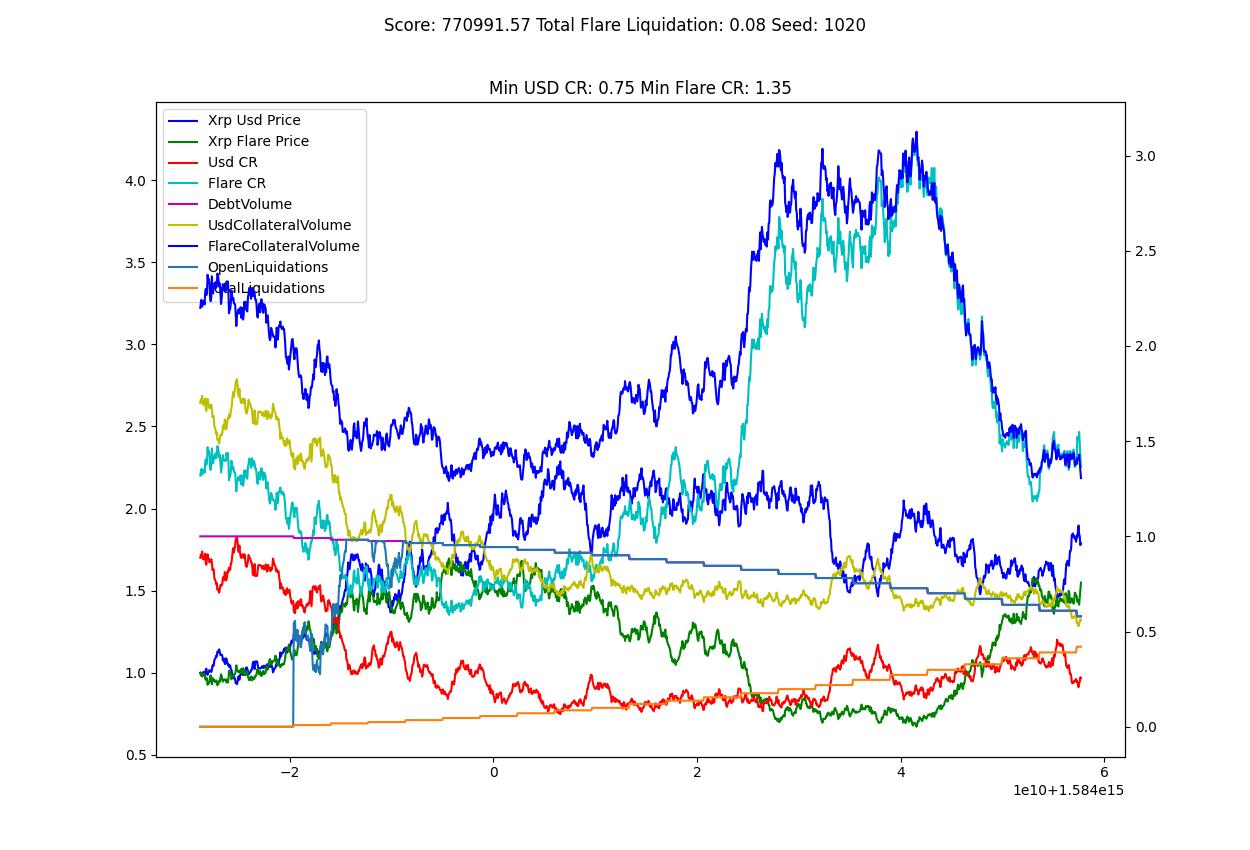 Score: 770991.57 Total Flare Liquidation: 0.08 Seed: 1020
Min USD CR: 0.75 Min Flare CR: 1.35
Xrp Usd Price
Xrp Flare Price
Usd CR
Flare CR
DebtVolume
UsdCollateralVolume
FlareCollateralVolume
OpenLiquidations
TotalLiquidations
4.0
3.5
3.0
2.5
2.0
1.5
1.0
0.5
3.0
2.5
2.0
1.5
1.0
0.5
0.0
−2
0
2
4
6
1e10+1.584e15